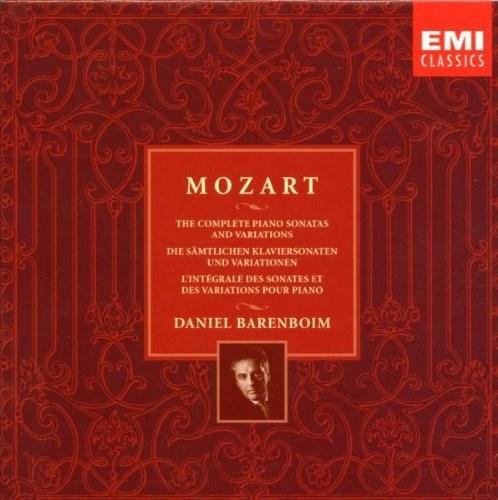 EMI
CLASSICS
MOZART
THE COMPLETE PIANO SONATAS
AND VARIATIONS
DIE SÄMTLICHEN KLAVIERSONATEN
UND VARIATIONEN
L'INTÉGRALE DES SONATES ET
DES VARIATIONS POUR PIANO
DANIEL BARENBOIM